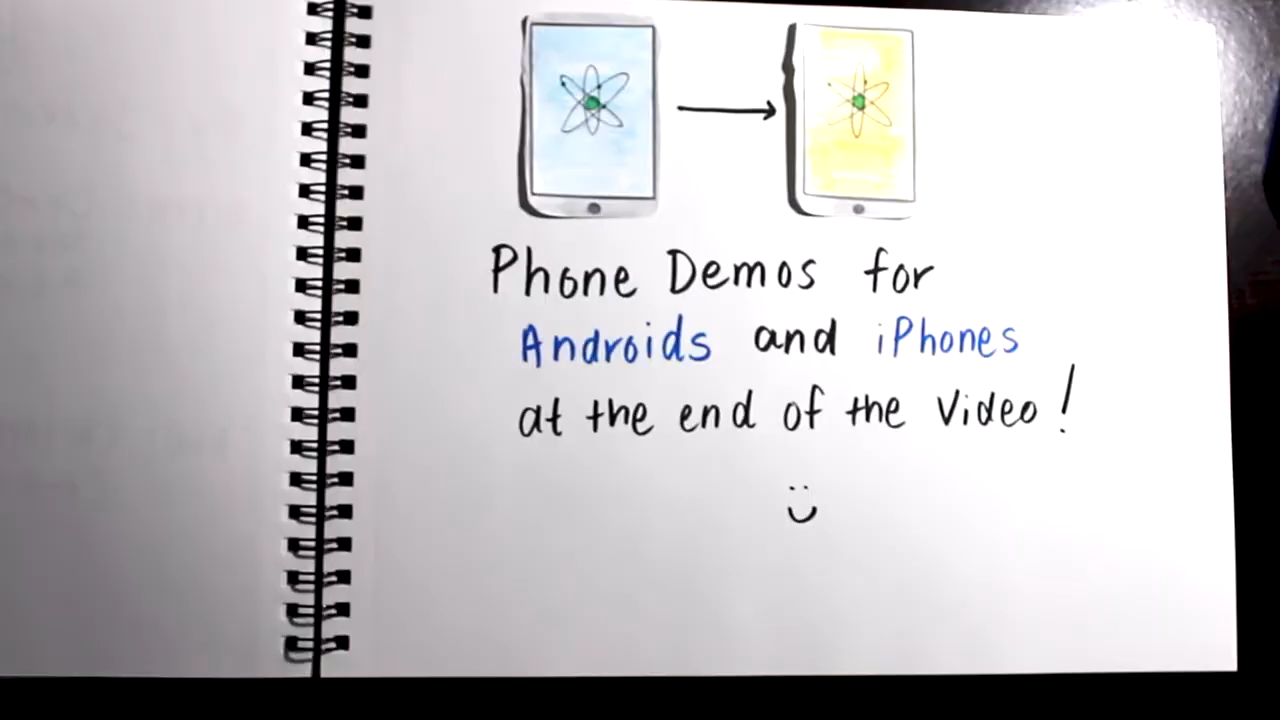 Phone Demos for
Androids and iPhones
at the end of the Video!